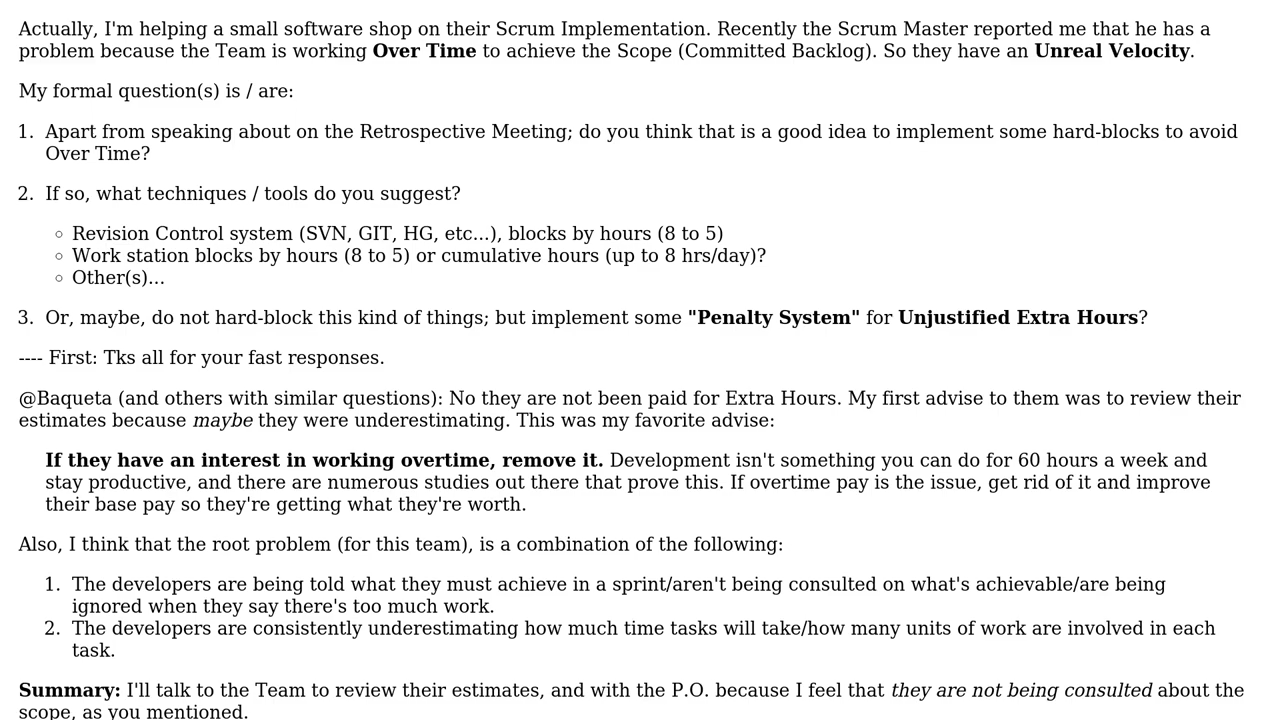 Actually, I'm helping a small software shop on their Scrum Implementation. Recently the Scrum Master reported me that he has a
problem because the Team is working Over Time to achieve the Scope (Committed Backlog). So they have an Unreal Velocity.
My formal question(s) is / are:
1. Apart from speaking about on the Retrospective Meeting; do you think that is a good idea to implement some hard-blocks to avoid
Over Time?
2. If so, what techniques / tools do you suggest?
◦ Revision Control system (SVN, GIT, HG, etc...), blocks by hours (8 to 5)
◦ Work station blocks by hours (8 to 5) or cumulative hours (up to 8 hrs/day)?
◦ Other(s)...
3. Or, maybe, do not hard-block this kind of things; but implement some "Penalty System" for Unjustified Extra Hours?
---- First: Tks all for your fast responses.
@Baqueta (and others with similar questions): No they are not been paid for Extra Hours. My first advise to them was to review their
estimates because maybe they were underestimating. This was my favorite advise:
If they have an interest in working overtime, remove it. Development isn't something you can do for 60 hours a week and
stay productive, and there are numerous studies out there that prove this. If overtime pay is the issue, get rid of it and improve
their base pay so they're getting what they're worth.
Also, I think that the root problem (for this team), is a combination of the following:
1. The developers are being told what they must achieve in a sprint/aren't being consulted on what's achievable/are being
ignored when they say there's too much work.
2. The developers are consistently underestimating how much time tasks will take/how many units of work are involved in each
task.
Summary: I'll talk to the Team to review their estimates, and with the P.O. because I feel that they are not being consulted about the
scope, as you mentioned.